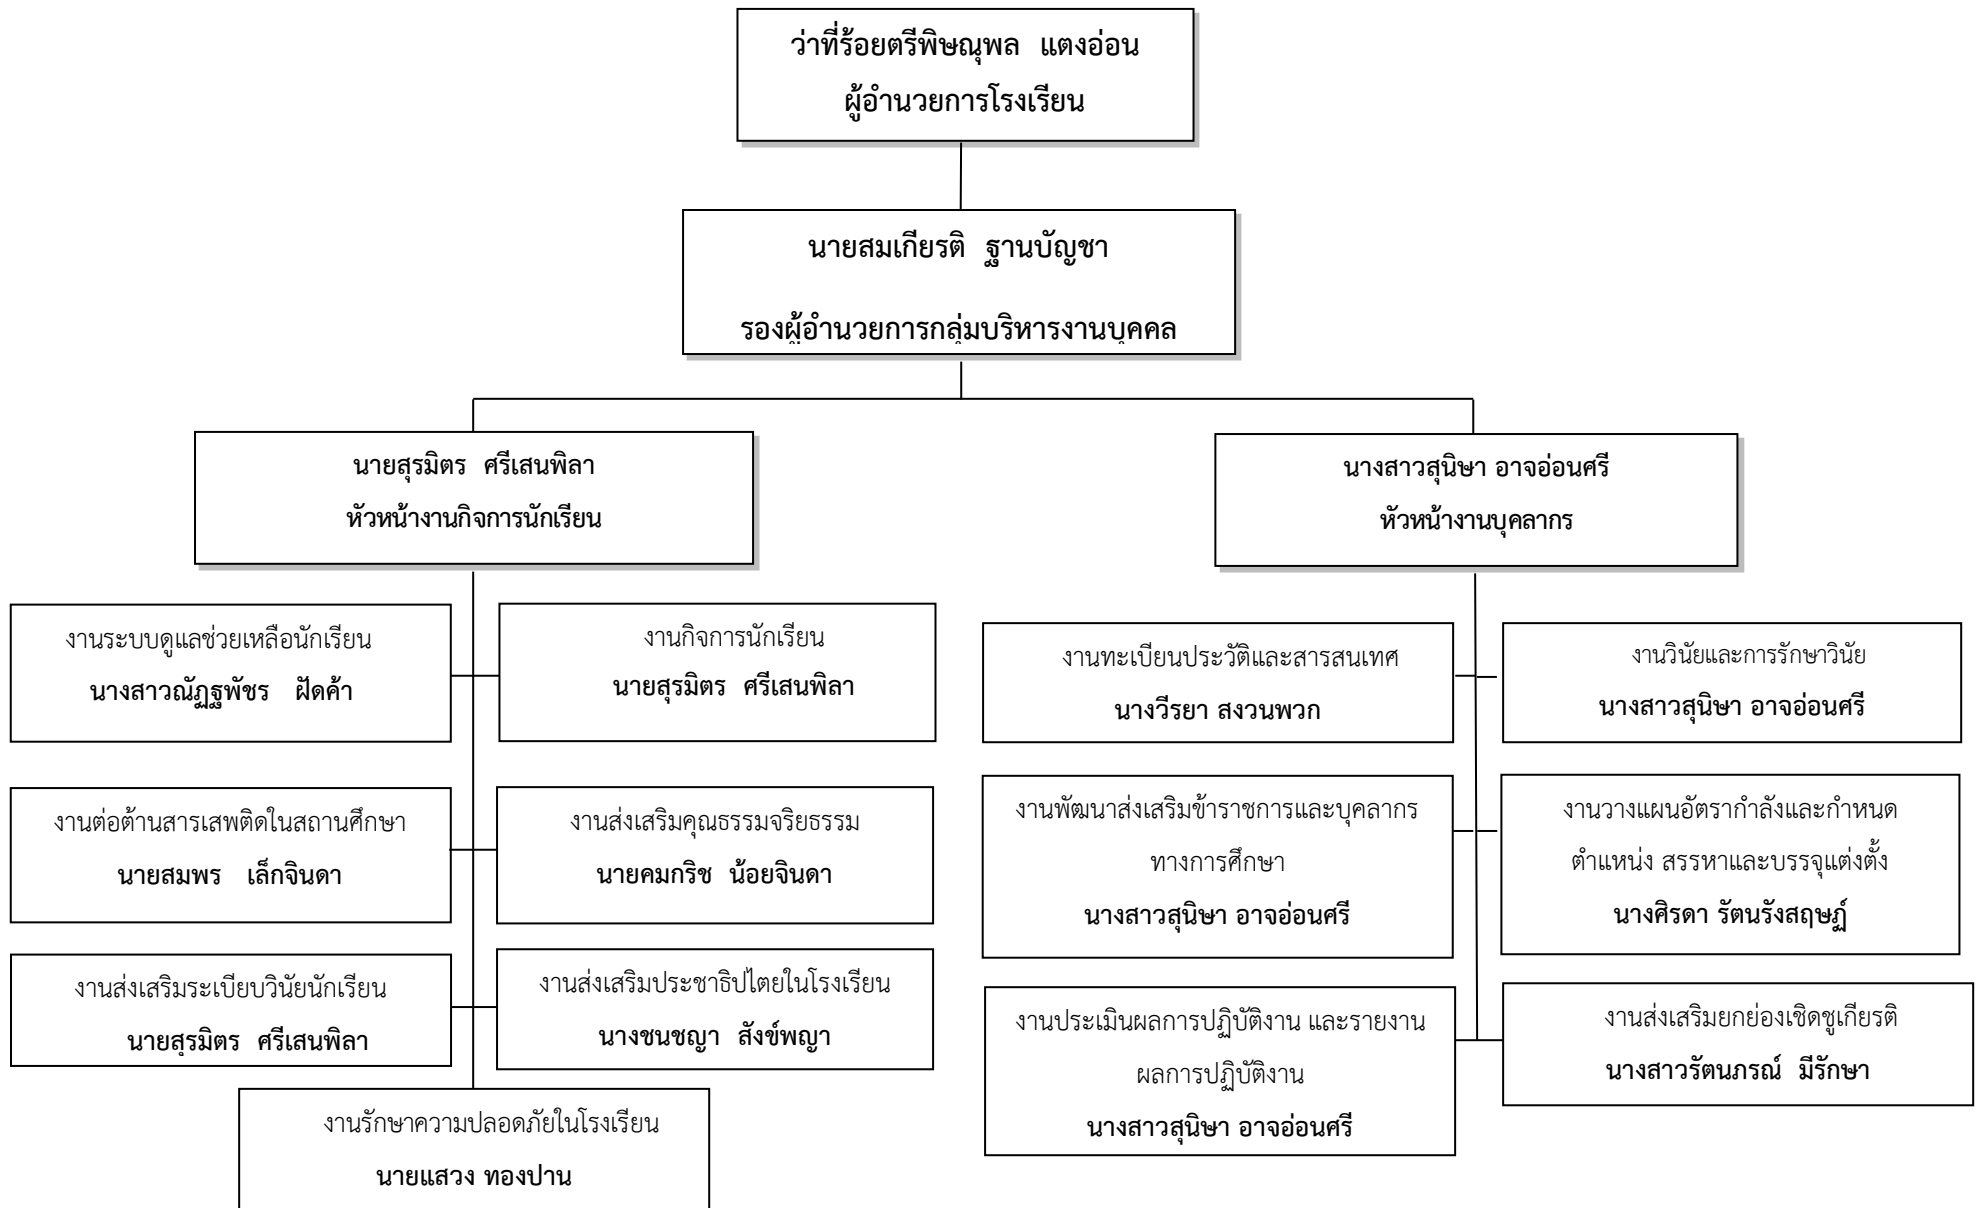 ว่าที่ร้อยตรีพิษณุพล แตงอ่อน
ผู้อำนวยการโรงเรียน
นายสมเกียรติ ฐานบัญชา
รองผู้อำนวยการกลุ่มบริหารงานบุคคล
นายสุรมิตร ศรีเสนพิลา
หัวหน้างานกิจการนักเรียน
นางสาวสุนิษา อาจอ่อนศรี
หัวหน้างานบุคลากร
งานระบบดูแลช่วยเหลือนักเรียน
นางสาวณัฏฐพัชร ฝัดค้า
งานกิจการนักเรียน
นายสุรมิตร ศรีเสนพิลา
งานทะเบียนประวัติและสารสนเทศ
นางวีรยา สงวนพวก
งานวินัยและการรักษาวินัย
นางสาวสุนิษา อาจอ่อนศรี
งานต่อต้านสารเสพติดในสถานศึกษา
นายสมพร เล็กจินดา
งานส่งเสริมคุณธรรมจริยธรรม
นายคมกริช น้อยจินดา
งานพัฒนาส่งเสริมข้าราชการและบุคลากร
ทางการศึกษา
นางสาวสุนิษา อาจอ่อนศรี
งานวางแผนอัตรากำลังและกำหนด
ตำแหน่ง สรรหาและบรรจุแต่งตั้ง
นางศิรดา รัตนรังสฤษฏ์
งานส่งเสริมระเบียบวินัยนักเรียน
นายสุรมิตร ศรีเสนพิลา
งานส่งเสริมประชาธิปไตยในโรงเรียน
นางชนชญา สังข์พญา
งานประเมินผลการปฏิบัติงาน และรายงาน
ผลการปฏิบัติงาน
นางสาวสุนิษา อาจอ่อนศรี
งานส่งเสริมยกย่องเชิดชูเกียรติ
นางสาวรัตนภรณ์ มีรักษา
งานรักษาความปลอดภัยในโรงเรียน
นายแสวง ทองปาน